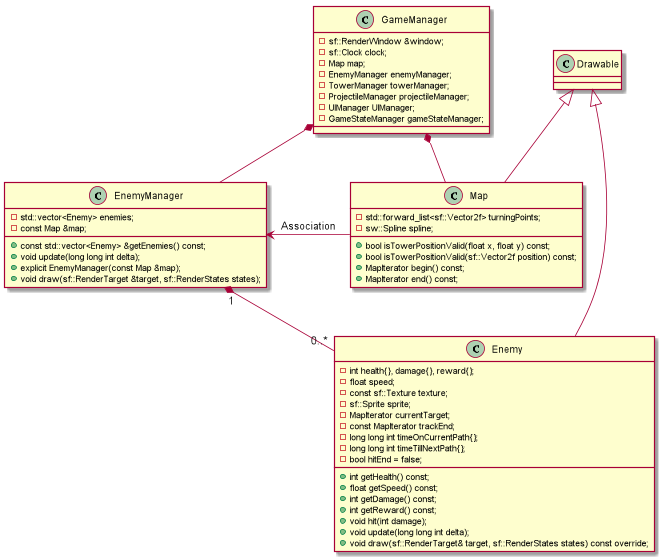 C GameManager
sf::RenderWindow &window;
sf::Clock clock;
Map map;
EnemyManager enemyManager;
TowerManager towerManager;
ProjectileManager projectileManager;
UIManager UIManager;
GameStateManager gameStateManager;
C Drawable
C EnemyManager
std::vector<Enemy> enemies;
const Map &map;
const std::vector<Enemy> &getEnemies() const;
void update(long long int delta);
explicit EnemyManager(const Map &map);
void draw(sf::RenderTarget &target, sf::RenderStates states);
Association
C Map
std::forward_list<sf::Vector2f> turningPoints;
sw::Spline spline;
bool isTowerPositionValid(float x, float y) const;
bool isTowerPositionValid(sf::Vector2f position) const;
MapIterator begin() const;
MapIterator end() const;
1
0..*
C Enemy
int health{}, damage{}, reward{};
float speed;
const sf::Texture texture;
sf::Sprite sprite;
MapIterator currentTarget;
const MapIterator trackEnd;
long long int timeOnCurrentPath{};
long long int timeTillNextPath{};
bool hitEnd = false;
int getHealth() const;
float getSpeed() const;
int getDamage() const;
int getReward() const;
void hit(int damage);
void update(long long int delta);
void draw(sf::RenderTarget& target, sf::RenderStates states) const override;